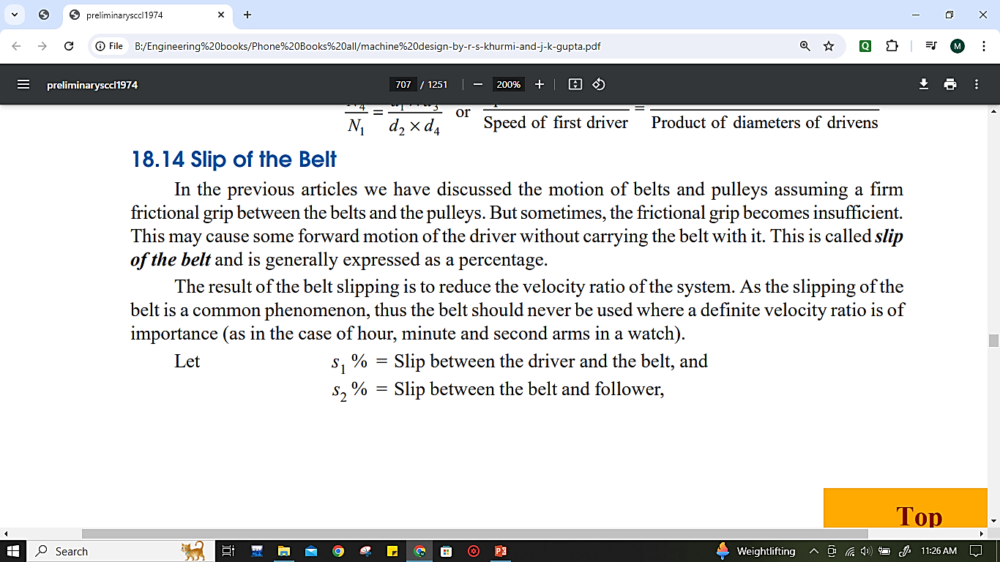 preliminarysccl1974
File
B:/Engineering%20books/Phone%20Books%20all/machine%20design-by-r-s-khurmi-and-j-k-gupta.pdf
Q
M
preliminarysccl1974
707 / 1251
200%
N1 = d2 × d4 or Speed of first driver = Product of diameters of drivens
18.14 Slip of the Belt
In the previous articles we have discussed the motion of belts and pulleys assuming a firm
frictional grip between the belts and the pulleys. But sometimes, the frictional grip becomes insufficient.
This may cause some forward motion of the driver without carrying the belt with it. This is called slip
of the belt and is generally expressed as a percentage.
The result of the belt slipping is to reduce the velocity ratio of the system. As the slipping of the
belt is a common phenomenon, thus the belt should never be used where a definite velocity ratio is of
importance (as in the case of hour, minute and second arms in a watch).
Let s1 % = Slip between the driver and the belt, and
s2 % = Slip between the belt and follower,
Top
Search
Weightlifting
11:26 AM